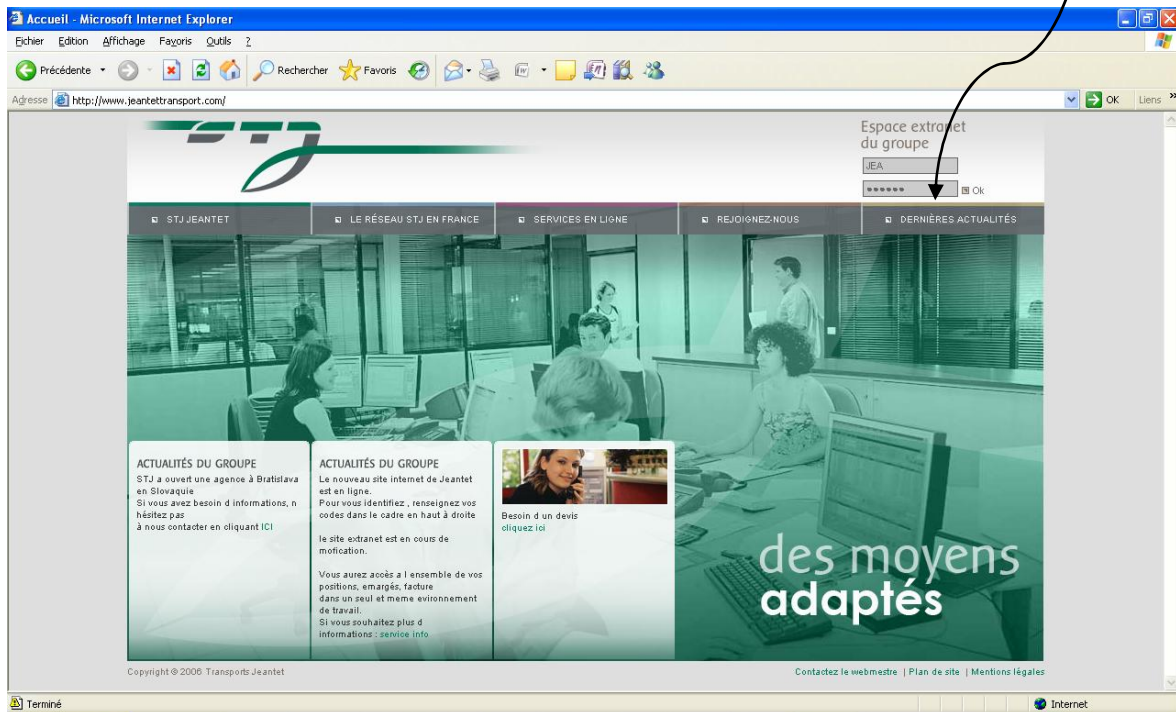 Accueil - Microsoft Internet Explorer
Fichier Edition Affichage Favoris Outils ?
Précédente Rechercher Favoris
Adresse http://www.jeantettransport.com/ OK Liens »
STJ
Espace extranet
du groupe
JEA
•••••• Ok
STJ JEANTET LE RÉSEAU STJ EN FRANCE SERVICES EN LIGNE REJOIGNEZ-NOUS DERNIÈRES ACTUALITÉS
ACTUALITÉS DU GROUPE
STJ a ouvert une agence à Bratislava
en Slovaquie
Si vous avez besoin d informations, n
hésitez pas
à nous contacter en cliquant ICI
ACTUALITÉS DU GROUPE
Le nouveau site internet de Jeantet
est en ligne.
Pour vous identifiez , renseignez vos
codes dans le cadre en haut à droite
le site extranet est en cours de
mofication.
Vous aurez accès a l ensemble de vos
positions, emargés, facture
dans un seul et meme evironnement
de travail.
Si vous souhaitez plus d
informations : service info
Besoin d un devis
cliquez ici
des moyens
adaptés
Copyright © 2006 Transports Jeantet
Contactez le webmestre | Plan de site | Mentions légales
Terminé Internet